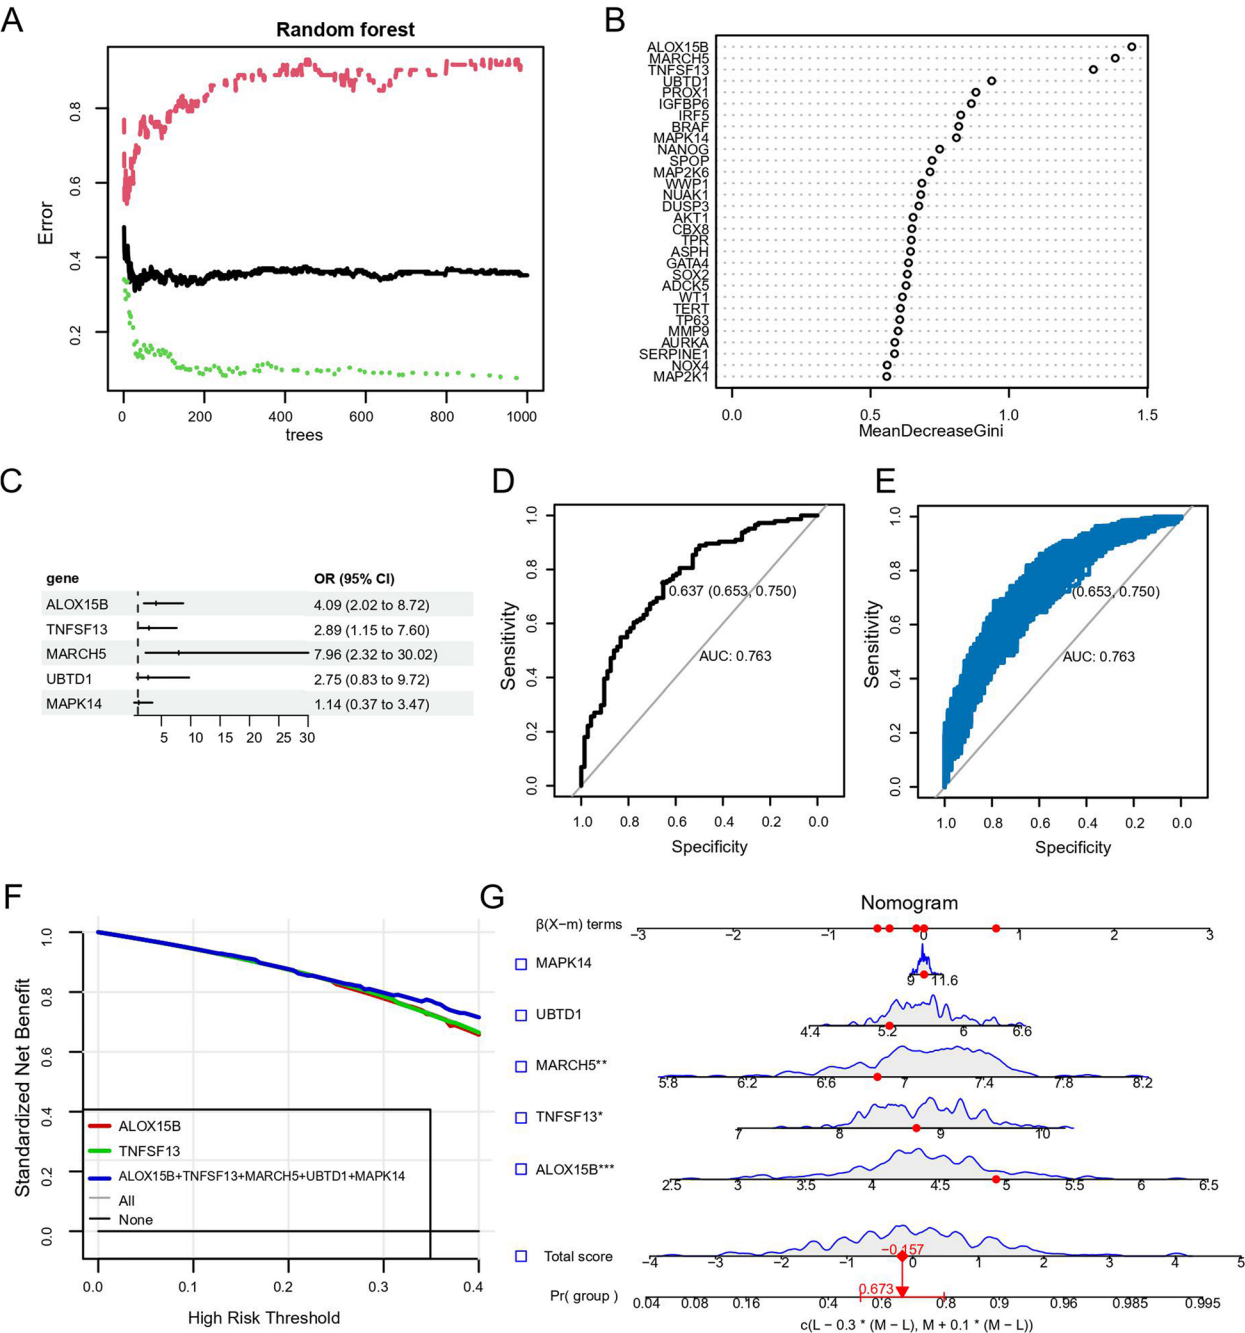 A
Random forest
Error
0.8
0.6
0.4
0.2
0 200 400 600 800 1000
trees
B
ALOX15B
MARCH5
TNFSF13
UBTD1
PROX1
IGFBP6
IRF5
BRAF
MAPK14
NANOG
SPOP
MAP2K6
WWP1
NUAK1
DUSP3
AKT1
CBX8
TPR
ASPH
GATA4
SOX2
ADCK5
WT1
TERT
TP63
MMP9
AURKA
SERPINE1
NOX4
MAP2K1
0.0 0.5 1.0 1.5
MeanDecreaseGini
C
gene OR (95% CI)
ALOX15B 4.09 (2.02 to 8.72)
TNFSF13 2.89 (1.15 to 7.60)
MARCH5 7.96 (2.32 to 30.02)
UBTD1 2.75 (0.83 to 9.72)
MAPK14 1.14 (0.37 to 3.47)
5 10 15 20 25 30
D
Sensitivity
1.0
0.8
0.6
0.4
0.2
0.0
0.637 (0.653, 0.750)
AUC: 0.763
1.0 0.8 0.6 0.4 0.2 0.0
Specificity
E
Sensitivity
1.0
0.8
0.6
0.4
0.2
0.0
(0.653, 0.750)
AUC: 0.763
1.0 0.8 0.6 0.4 0.2 0.0
Specificity
F
Standardized Net Benefit
1.0
0.8
0.6
0.4
0.2
0.0
ALOX15B
TNFSF13
ALOX15B+TNFSF13+MARCH5+UBTD1+MAPK14
All
None
0.0 0.1 0.2 0.3 0.4
High Risk Threshold
G
Nomogram
β(X−m) terms
−3 −2 −1 0 1 2 3
MAPK14
9 11.6
UBTD1
4.4 5.2 6 6.6
MARCH5**
5.8 6.2 6.6 7 7.4 7.8 8.2
TNFSF13*
7 8 9 10
ALOX15B***
2.5 3 3.5 4 4.5 5 5.5 6 6.5
Total score
−0.157
−4 −3 −2 −1 0 1 2 3 4 5
Pr( group )
0.673
0.04 0.08 0.16 0.4 0.6 0.8 0.9 0.96 0.985 0.995
c(L − 0.3 * (M − L), M + 0.1 * (M − L))